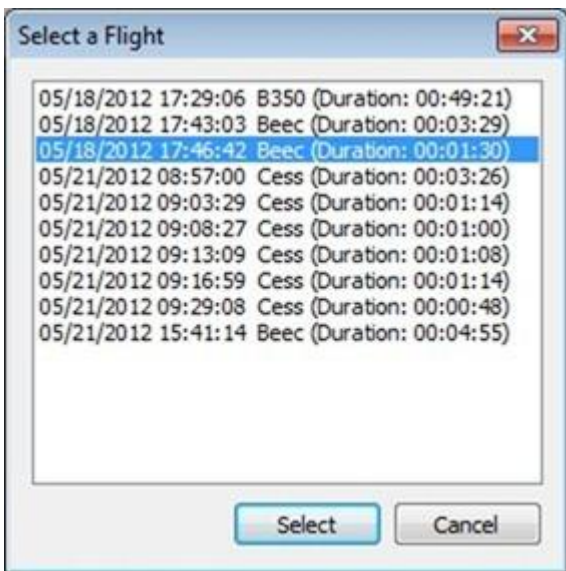 Select a Flight
05/18/2012 17:29:06 B350 (Duration: 00:49:21)
05/18/2012 17:43:03 Beec (Duration: 00:03:29)
05/18/2012 17:46:42 Beec (Duration: 00:01:30)
05/21/2012 08:57:00 Cess (Duration: 00:03:26)
05/21/2012 09:03:29 Cess (Duration: 00:01:14)
05/21/2012 09:08:27 Cess (Duration: 00:01:00)
05/21/2012 09:13:09 Cess (Duration: 00:01:08)
05/21/2012 09:16:59 Cess (Duration: 00:01:14)
05/21/2012 09:29:08 Cess (Duration: 00:00:48)
05/21/2012 15:41:14 Beec (Duration: 00:04:55)
Select Cancel